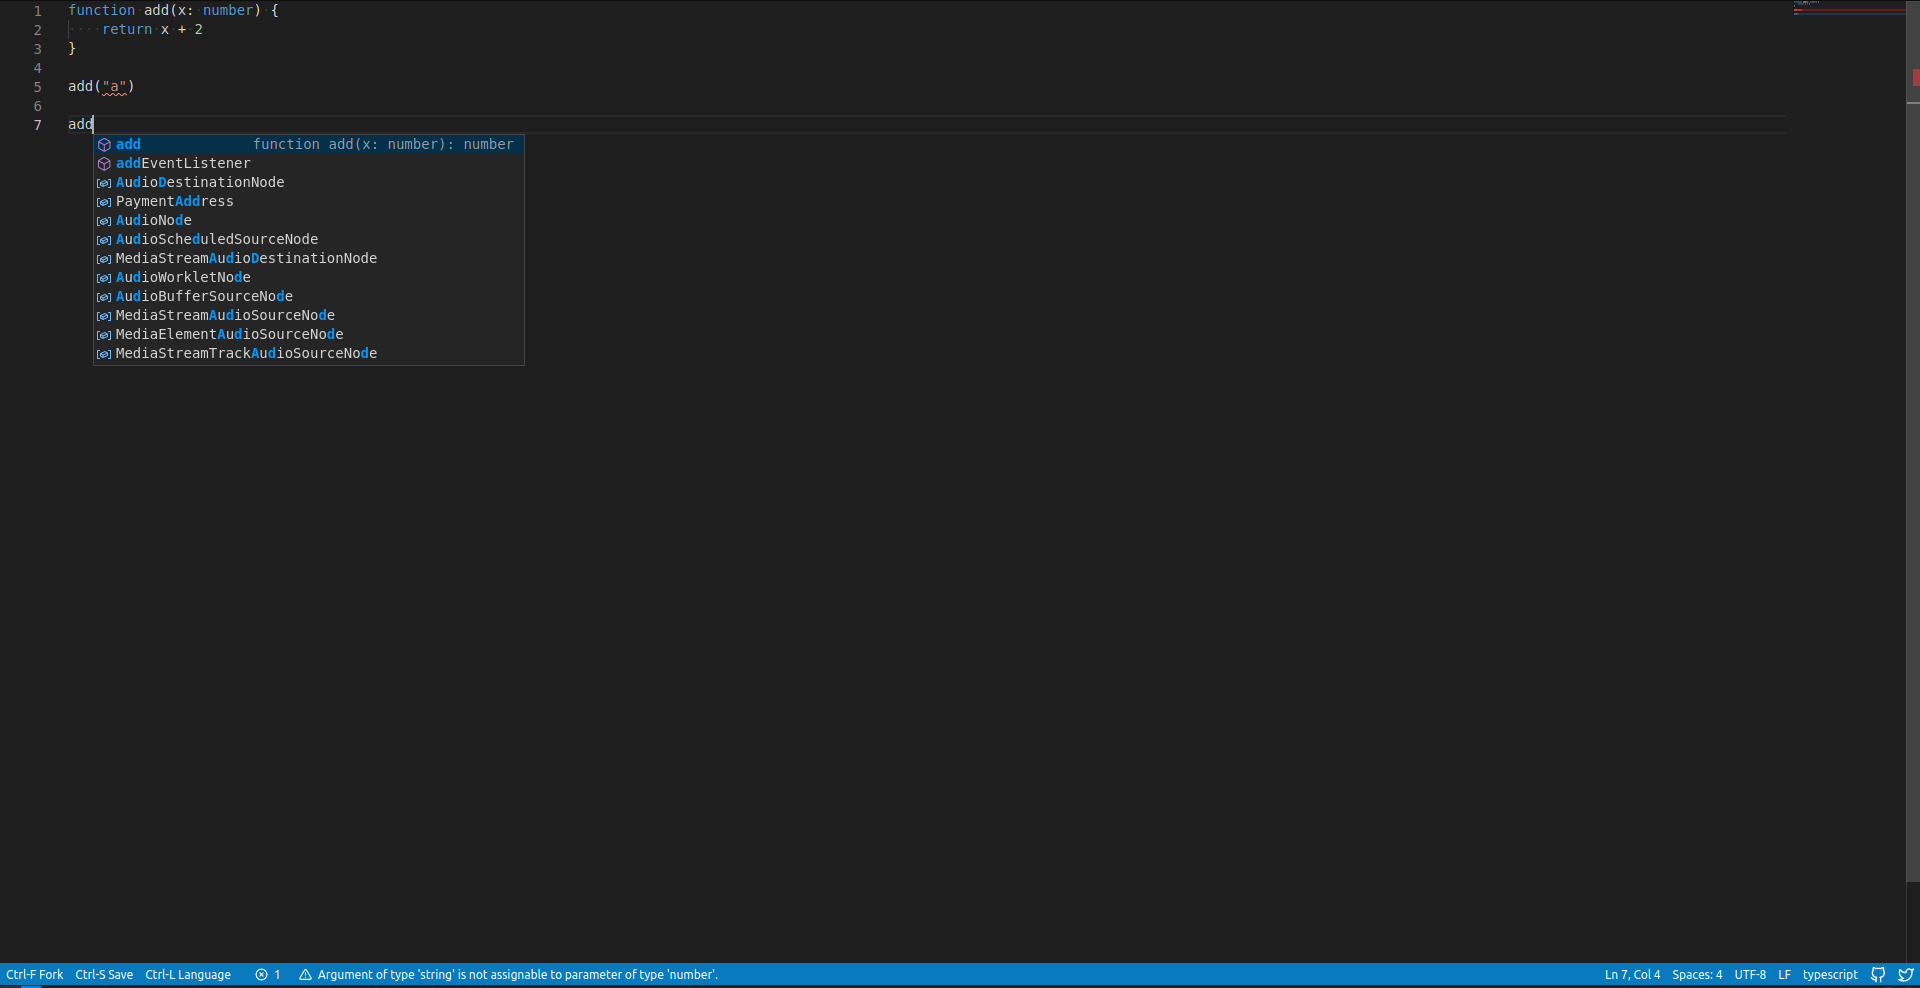 1 function add(x: number) {
2 return x + 2
3 }
4
5 add("a")
6
7 add
add function add(x: number): number
addEventListener
AudioDestinationNode
PaymentAddress
AudioNode
AudioScheduledSourceNode
MediaStreamAudioDestinationNode
AudioWorkletNode
AudioBufferSourceNode
MediaStreamAudioSourceNode
MediaElementAudioSourceNode
MediaStreamTrackAudioSourceNode
Ctrl-F Fork Ctrl-S Save Ctrl-L Language 1 Argument of type 'string' is not assignable to parameter of type 'number'. Ln 7, Col 4 Spaces: 4 UTF-8 LF typescript